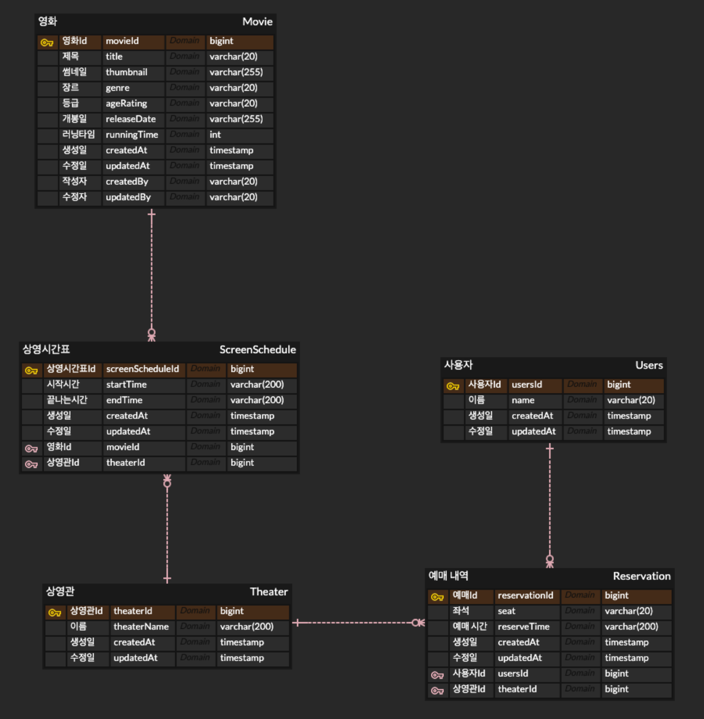 영화 Movie
영화Id movieId Domain bigint
제목 title Domain varchar(20)
썸네일 thumbnail Domain varchar(255)
장르 genre Domain varchar(20)
등급 ageRating Domain varchar(20)
개봉일 releaseDate Domain varchar(255)
러닝타임 runningTime Domain int
생성일 createdAt Domain timestamp
수정일 updatedAt Domain timestamp
작성자 createdBy Domain varchar(20)
수정자 updatedBy Domain varchar(20)
상영시간표 ScreenSchedule
상영시간표Id screenScheduleId Domain bigint
시작시간 startTime Domain varchar(200)
끝나는시간 endTime Domain varchar(200)
생성일 createdAt Domain timestamp
수정일 updatedAt Domain timestamp
영화Id movieId Domain bigint
상영관Id theaterId Domain bigint
사용자 Users
사용자Id usersId Domain bigint
이름 name Domain varchar(20)
생성일 createdAt Domain timestamp
수정일 updatedAt Domain timestamp
상영관 Theater
상영관Id theaterId Domain bigint
이름 theaterName Domain varchar(200)
생성일 createdAt Domain timestamp
수정일 updatedAt Domain timestamp
예매 내역 Reservation
예매Id reservationId Domain bigint
좌석 seat Domain varchar(20)
예매 시간 reserveTime Domain varchar(200)
생성일 createdAt Domain timestamp
수정일 updatedAt Domain timestamp
사용자Id usersId Domain bigint
상영관Id theaterId Domain bigint